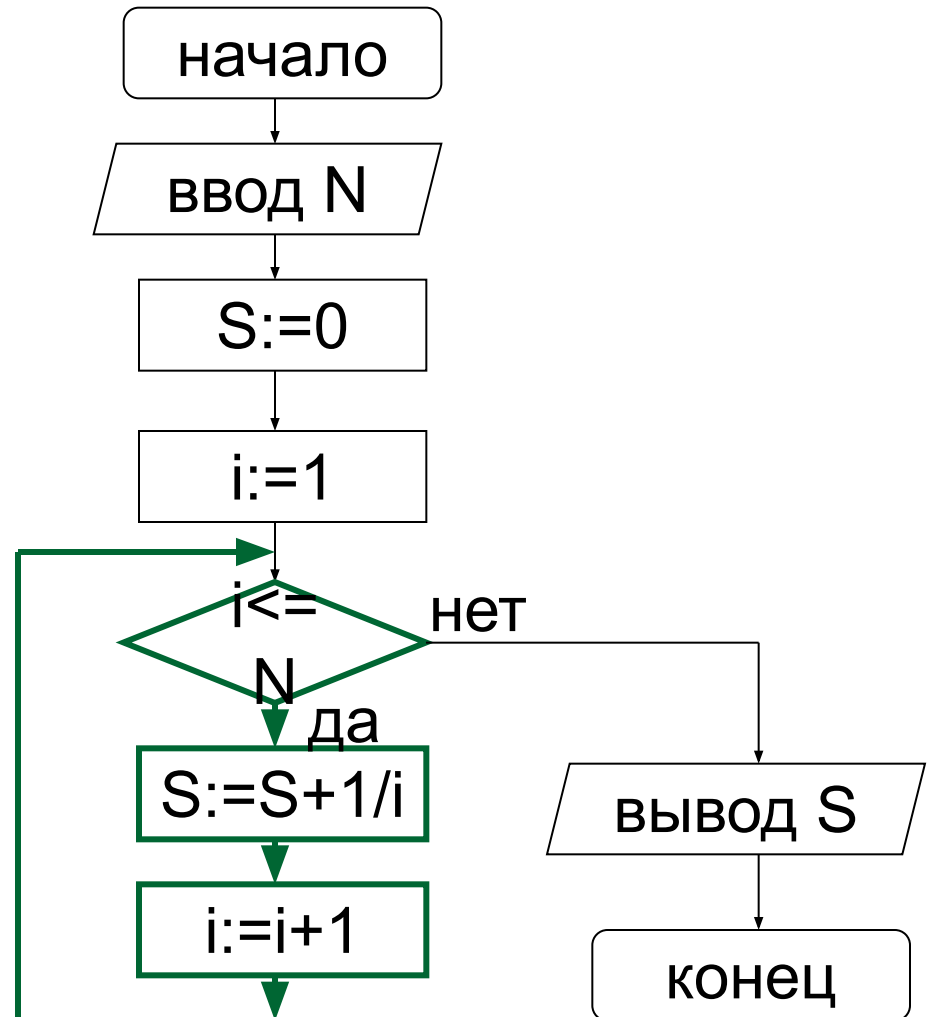 начало
ввод N
S:=0
i:=1
i<=
N
нет
да
S:=S+1/i
i:=i+1
вывод S
конец